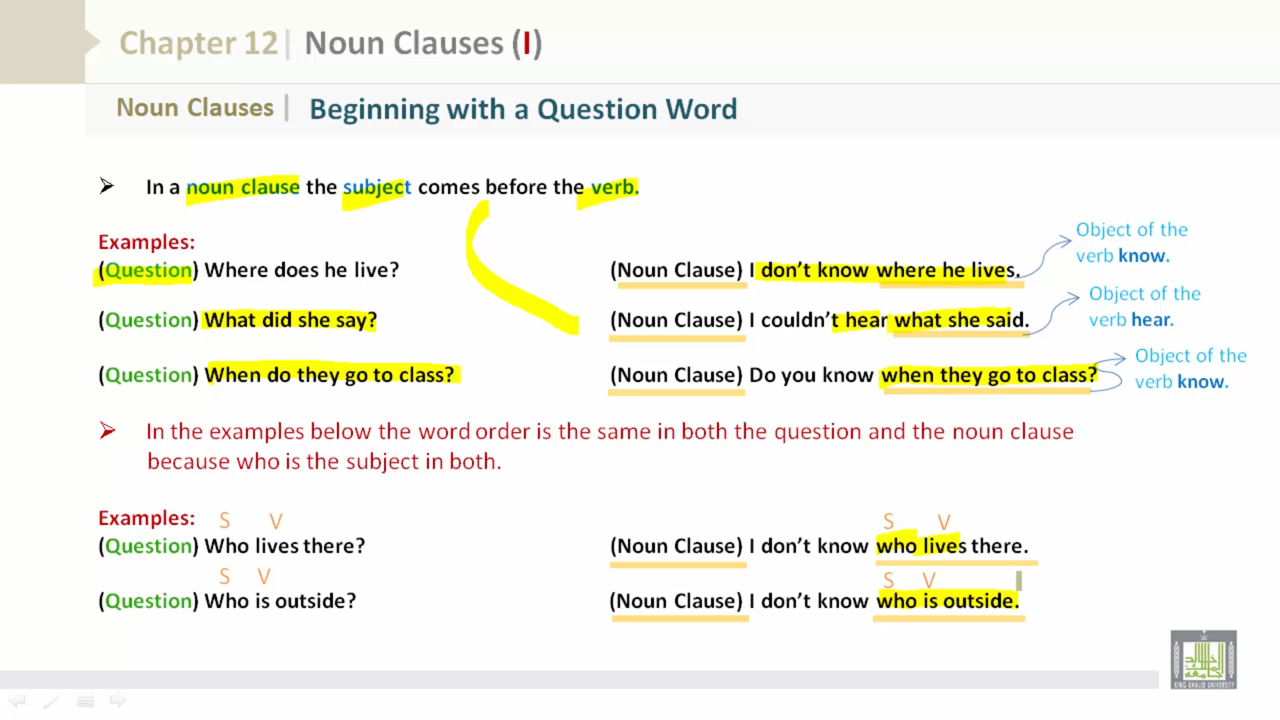 Chapter 12 | Noun Clauses (I)
Noun Clauses | Beginning with a Question Word
In a noun clause the subject comes before the verb.
Examples:
(Question) Where does he live? (Noun Clause) I don't know where he lives.
Object of the
verb know.
(Question) What did she say? (Noun Clause) I couldn't hear what she said.
Object of the
verb hear.
(Question) When do they go to class? (Noun Clause) Do you know when they go to class?
Object of the
verb know.
In the examples below the word order is the same in both the question and the noun clause
because who is the subject in both.
Examples: S V S V
(Question) Who lives there? (Noun Clause) I don't know who lives there.
S V S V
(Question) Who is outside? (Noun Clause) I don't know who is outside.
KING KHALID UNIVERSITY